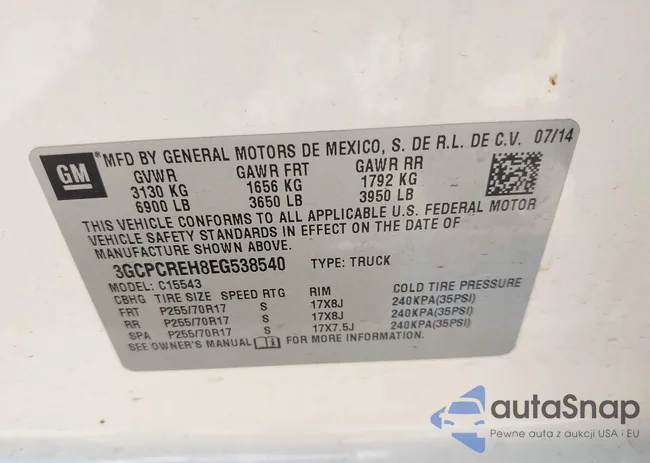 GM ® MFD BY GENERAL MOTORS DE MEXICO, S. DE R.L. DE C.V. 07/14
GVWR GAWR FRT GAWR RR
3130 KG 1656 KG 1792 KG
6900 LB 3650 LB 3950 LB
THIS VEHICLE CONFORMS TO ALL APPLICABLE U.S. FEDERAL MOTOR
VEHICLE SAFETY STANDARDS IN EFFECT ON THE DATE OF
MANUFACTURE SHOWN ABOVE.
3GCPCREH8EG538540 TYPE: TRUCK
MODEL: C15543
CBHG TIRE SIZE SPEED RTG RIM COLD TIRE PRESSURE
FRT P255/70R17 S 17X8J 240KPA(35PSI)
RR P255/70R17 S 17X8J 240KPA(35PSI)
SPA P255/70R17 S 17X7.5J 240KPA(35PSI)
SEE OWNER'S MANUAL FOR MORE INFORMATION.
autaSnap
Pewne auta z aukcji USA i EU